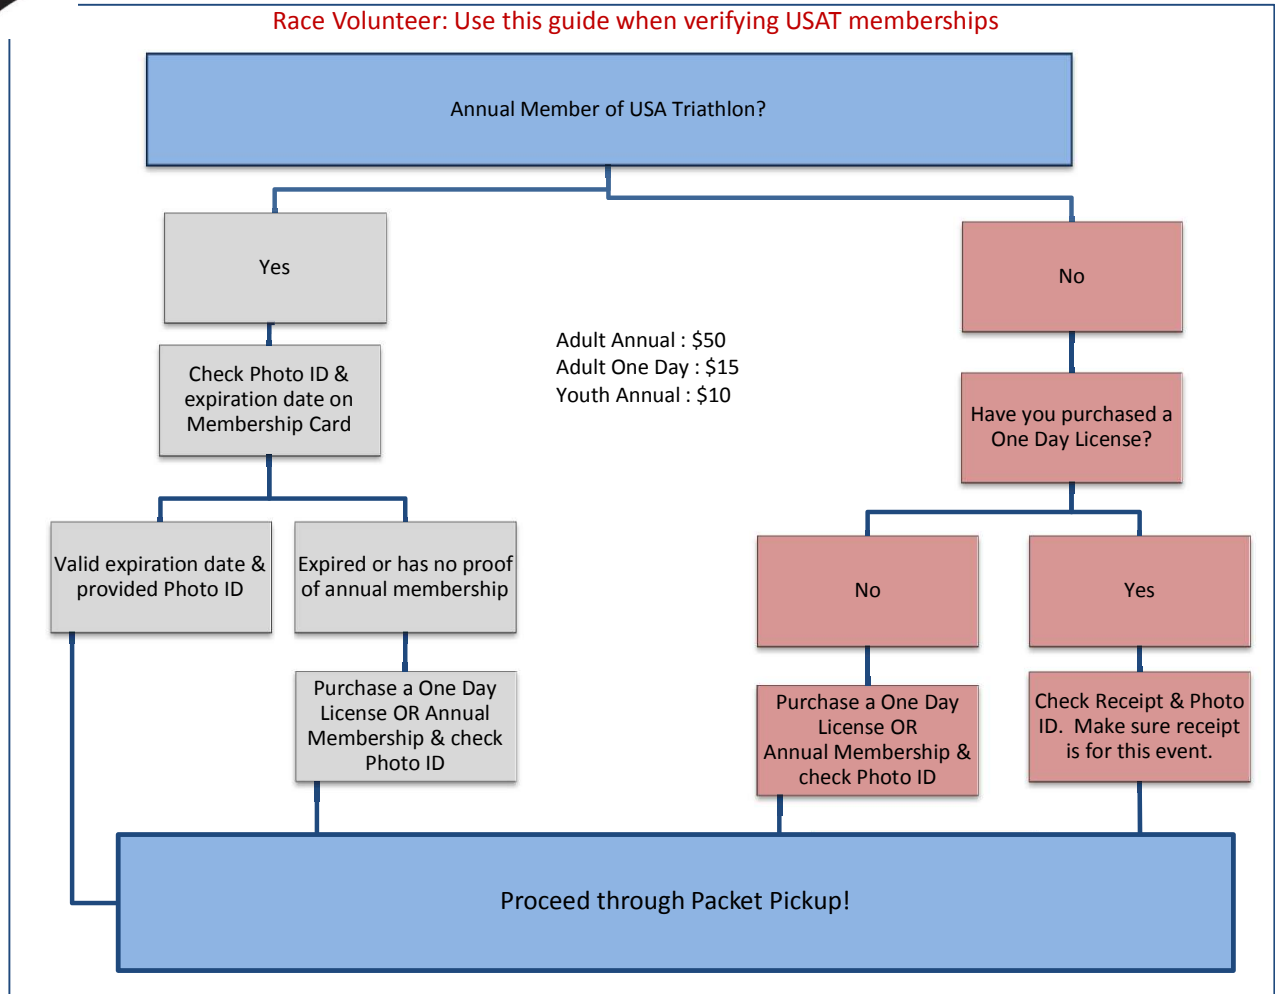 Race Volunteer: Use this guide when verifying USAT memberships
Annual Member of USA Triathlon?
Yes
No
Adult Annual : $50
Adult One Day : $15
Youth Annual : $10
Check Photo ID &
expiration date on
Membership Card
Have you purchased a
One Day License?
Valid expiration date &
provided Photo ID
Expired or has no proof
of annual membership
No
Yes
Purchase a One Day
License OR Annual
Membership & check
Photo ID
Purchase a One Day
License OR
Annual Membership &
check Photo ID
Check Receipt & Photo
ID.  Make sure receipt
is for this event.
Proceed through Packet Pickup!